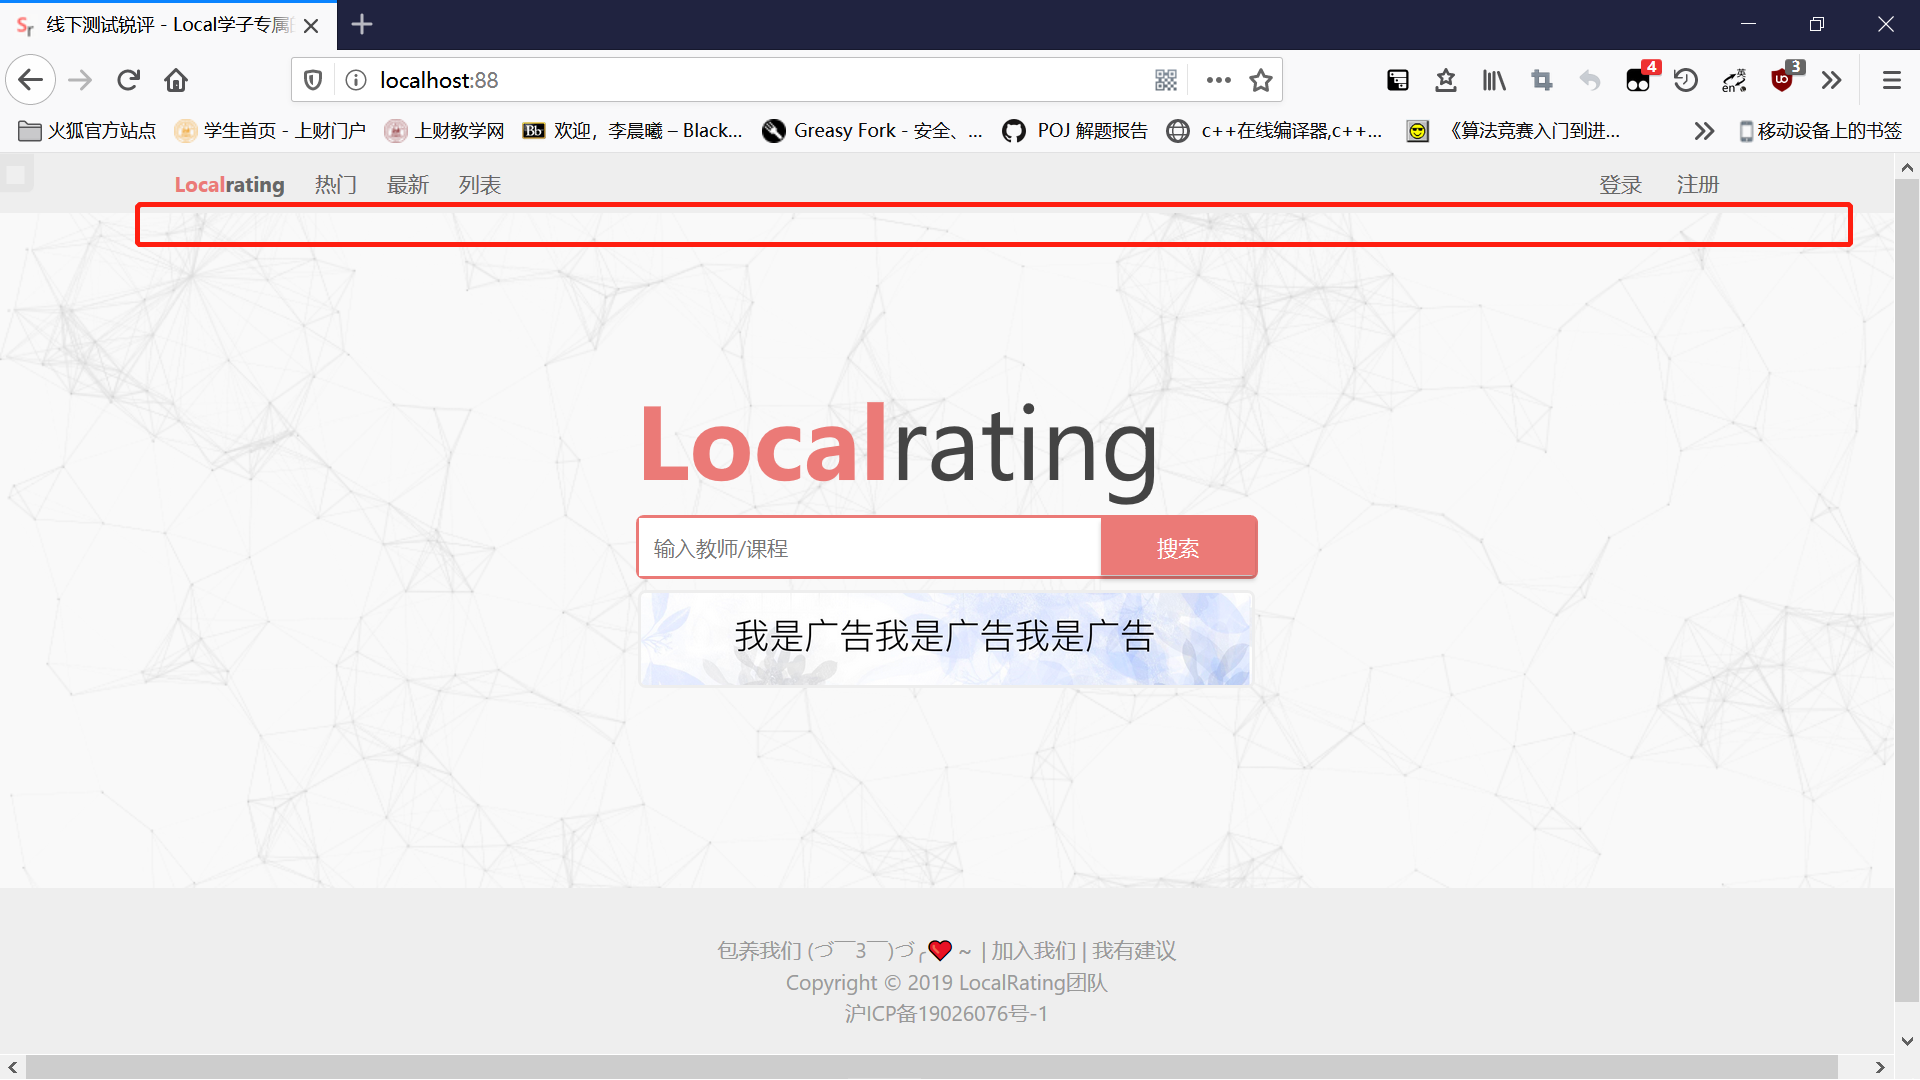 线下测试锐评 - Local学子专属
localhost:88
4
英
en
3
火狐官方站点
学生首页 - 上财门户
上财教学网
Bb
欢迎，李晨曦 – Black...
Greasy Fork - 安全、...
POJ 解题报告
c++在线编译器,c++...
《算法竞赛入门到进...
移动设备上的书签
Localrating
热门
最新
列表
登录
注册
Localrating
输入教师/课程
搜索
我是广告我是广告我是广告
包养我们 (づ￣3￣)づ╭❤️～ | 加入我们 | 我有建议
Copyright © 2019 LocalRating团队
沪ICP备19026076号-1